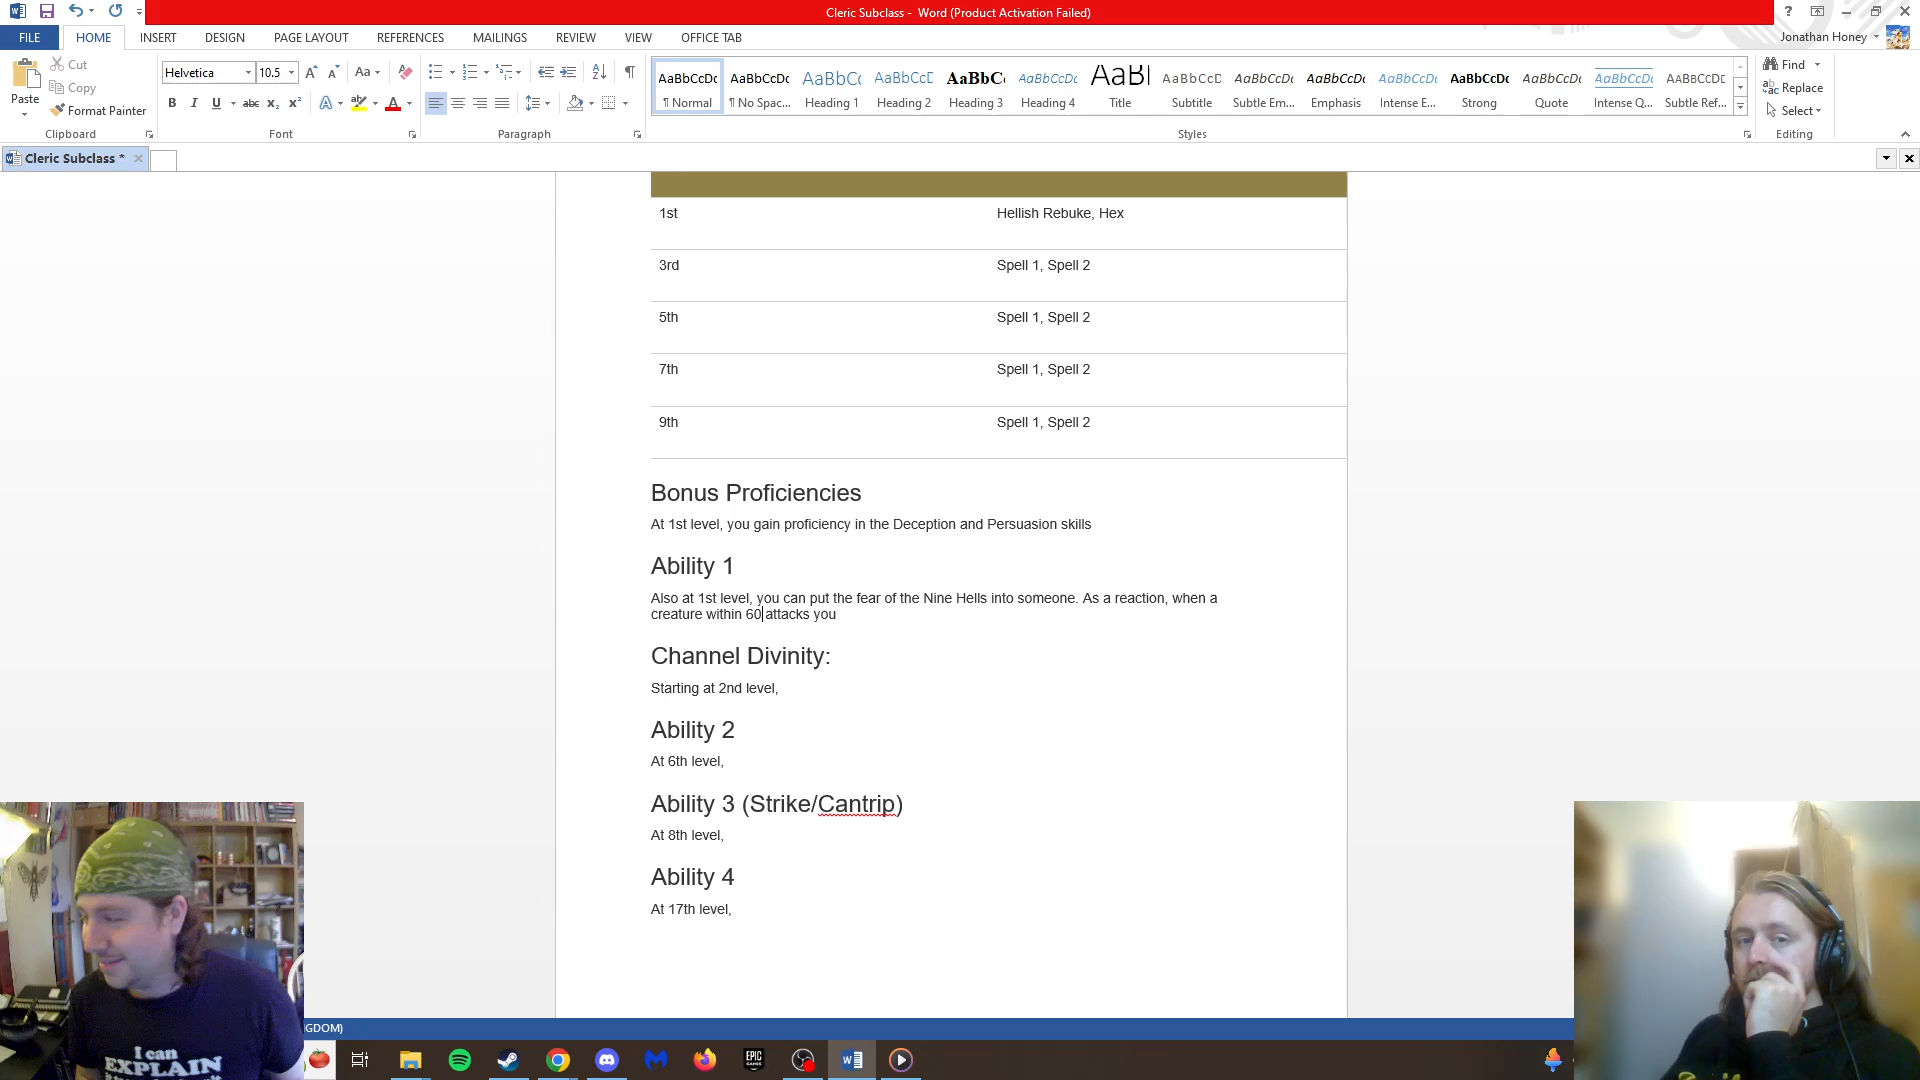 Cleric Subclass - Word (Product Activation Failed)
FILE HOME INSERT DESIGN PAGE LAYOUT REFERENCES MAILINGS REVIEW VIEW OFFICE TAB
Jonathan Honey
Paste
Cut
Copy
Format Painter
Clipboard
Helvetica 10.5
Font
Paragraph
AaBbCcDc AaBbCcDc AaBbC AaBbCcD AaBbC AaBbCcDc AaBl AaBbCcD AaBbCcDc AaBbCcDc AaBbCcDc AaBbCcDc AaBbCcDc AaBbCcDc AABBCCDE
¶ Normal ¶ No Spac... Heading 1 Heading 2 Heading 3 Heading 4 Title Subtitle Subtle Em... Emphasis Intense E... Strong Quote Intense Q... Subtle Ref...
Styles
Find
Replace
Select
Editing
Cleric Subclass *
1st Hellish Rebuke, Hex
3rd Spell 1, Spell 2
5th Spell 1, Spell 2
7th Spell 1, Spell 2
9th Spell 1, Spell 2
Bonus Proficiencies
At 1st level, you gain proficiency in the Deception and Persuasion skills
Ability 1
Also at 1st level, you can put the fear of the Nine Hells into someone. As a reaction, when a
creature within 60 attacks you
Channel Divinity:
Starting at 2nd level,
Ability 2
At 6th level,
Ability 3 (Strike/Cantrip)
At 8th level,
Ability 4
At 17th level,
GDOM)
I can
EXPLAIN
EPIC
GAMES